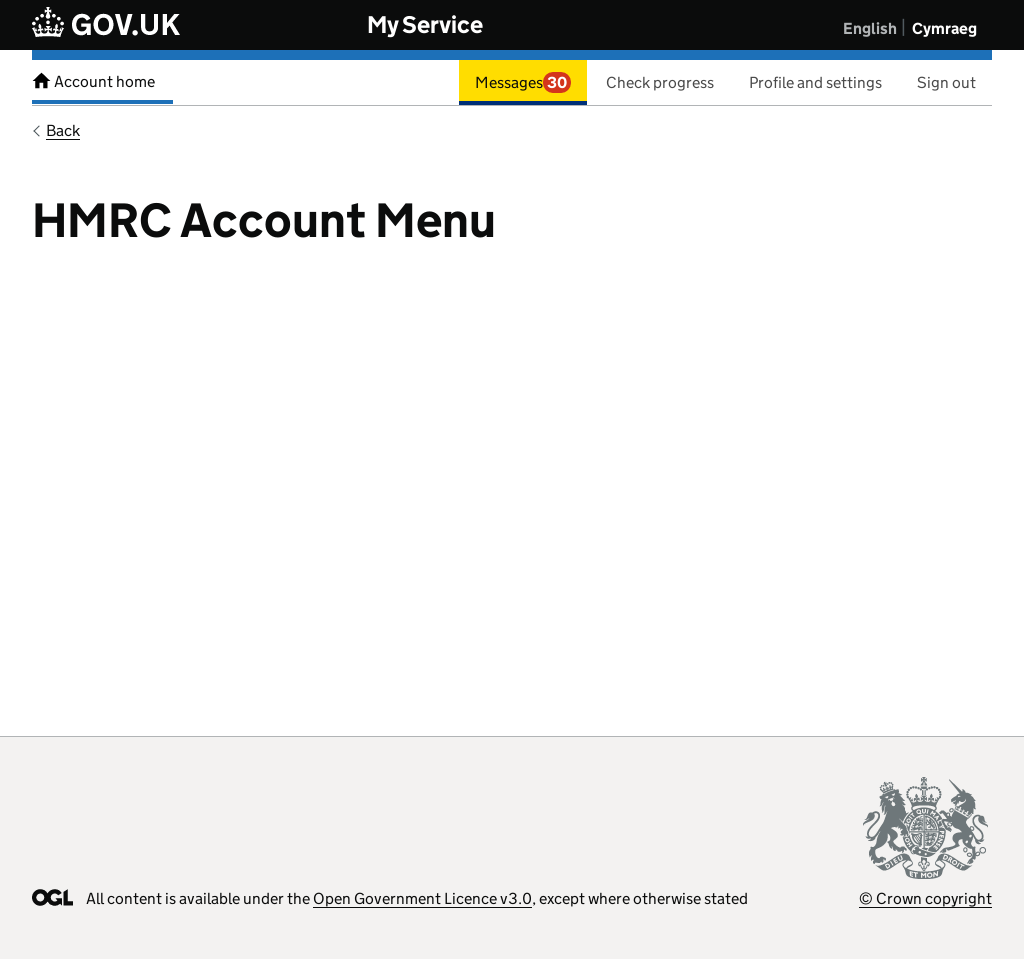 GOV.UK My Service English Cymraeg
Account home Messages 30 Check progress Profile and settings Sign out
Back
HMRC Account Menu
DIEU ET MON DROIT
OGL All content is available under the Open Government Licence v3.0, except where otherwise stated © Crown copyright